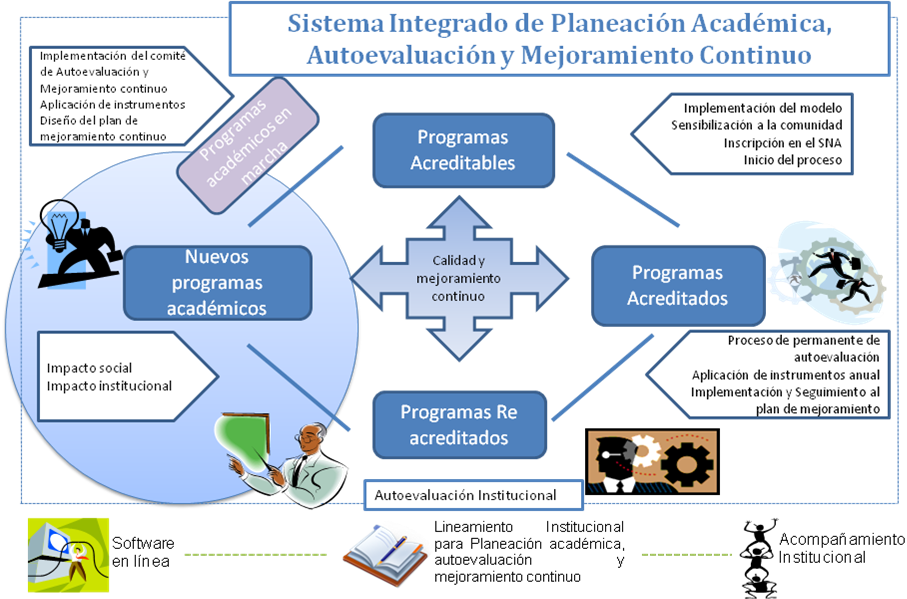 Sistema Integrado de Planeación Académica,
Autoevaluación y Mejoramiento Continuo
Implementación del comité
de Autoevaluación y
Mejoramiento continuo
Aplicación de instrumentos
Diseño del plan de
mejoramiento continuo
Programas
académicos en
marcha
Programas
Acreditables
Implementación del modelo
Sensibilización a la comunidad
Inscripción en el SNA
Inicio del proceso
Nuevos
programas
académicos
Calidad y
mejoramiento
continuo
Programas
Acreditados
Impacto social
Impacto institucional
Proceso de permanente de
autoevaluación
Aplicación de instrumentos anual
Implementación y Seguimiento al
plan de mejoramiento
Programas Re
acreditados
Autoevaluación Institucional
Software
en línea
Lineamiento Institucional
para Planeación académica,
autoevaluación y
mejoramiento continuo
Acompañamiento
Institucional